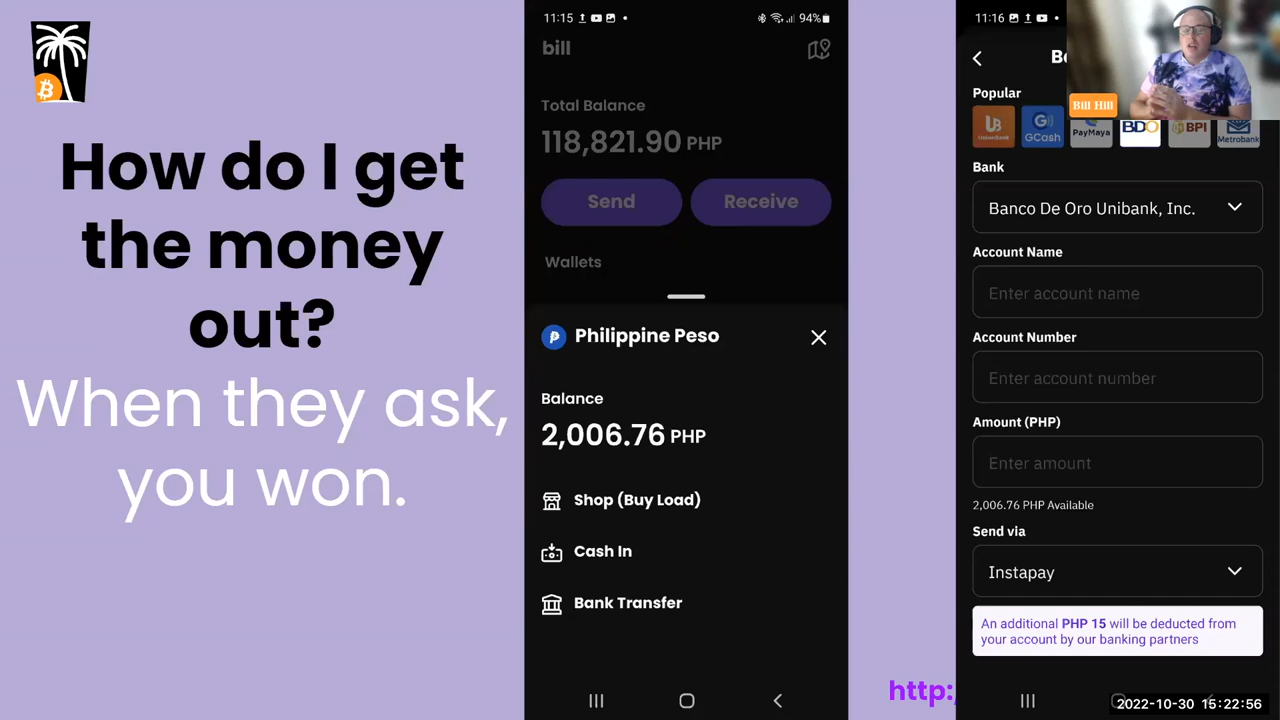 How do I get
the money
out?
When they ask,
you won.
11:15
94%
bill
Total Balance
118,821.90 PHP
Send
Receive
Wallets
Philippine Peso
Balance
2,006.76 PHP
Shop (Buy Load)
Cash In
Bank Transfer
http:/
11:16
Popular
UnionBank
GCash
PayMaya
BDO
BPI
Metrobank
Bill Hill
Bank
Banco De Oro Unibank, Inc.
Account Name
Enter account name
Account Number
Enter account number
Amount (PHP)
Enter amount
2,006.76 PHP Available
Send via
Instapay
An additional PHP 15 will be deducted from
your account by our banking partners
2022-10-30 15:22:56